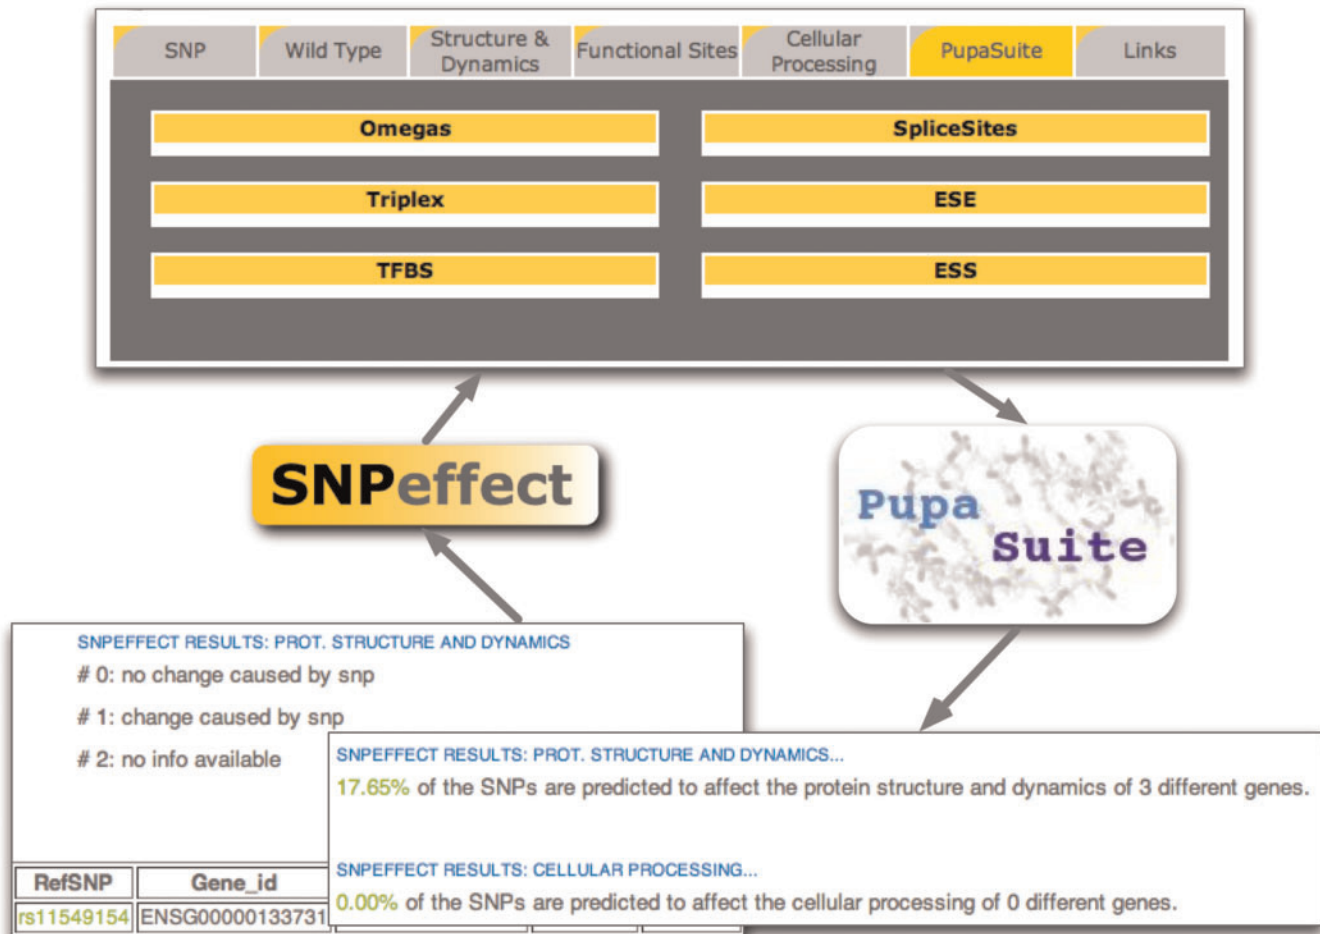 SNP
Wild Type
Structure &
Dynamics
Functional Sites
Cellular
Processing
PupaSuite
Links
Omegas
SpliceSites
Triplex
ESE
TFBS
ESS
SNPeffect
Pupa
Suite
SNPEFFECT RESULTS: PROT. STRUCTURE AND DYNAMICS
# 0: no change caused by snp
# 1: change caused by snp
# 2: no info available
RefSNP Gene_id
rs11549154 ENSG00000133731
SNPEFFECT RESULTS: PROT. STRUCTURE AND DYNAMICS...
17.65% of the SNPs are predicted to affect the protein structure and dynamics of 3 different genes.
SNPEFFECT RESULTS: CELLULAR PROCESSING...
0.00% of the SNPs are predicted to affect the cellular processing of 0 different genes.